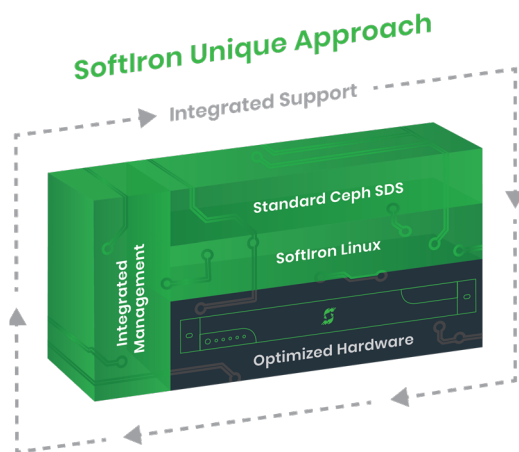 SoftIron Unique Approach
Integrated Support
Standard Ceph SDS
SoftIron Linux
Integrated
Management
Optimized Hardware